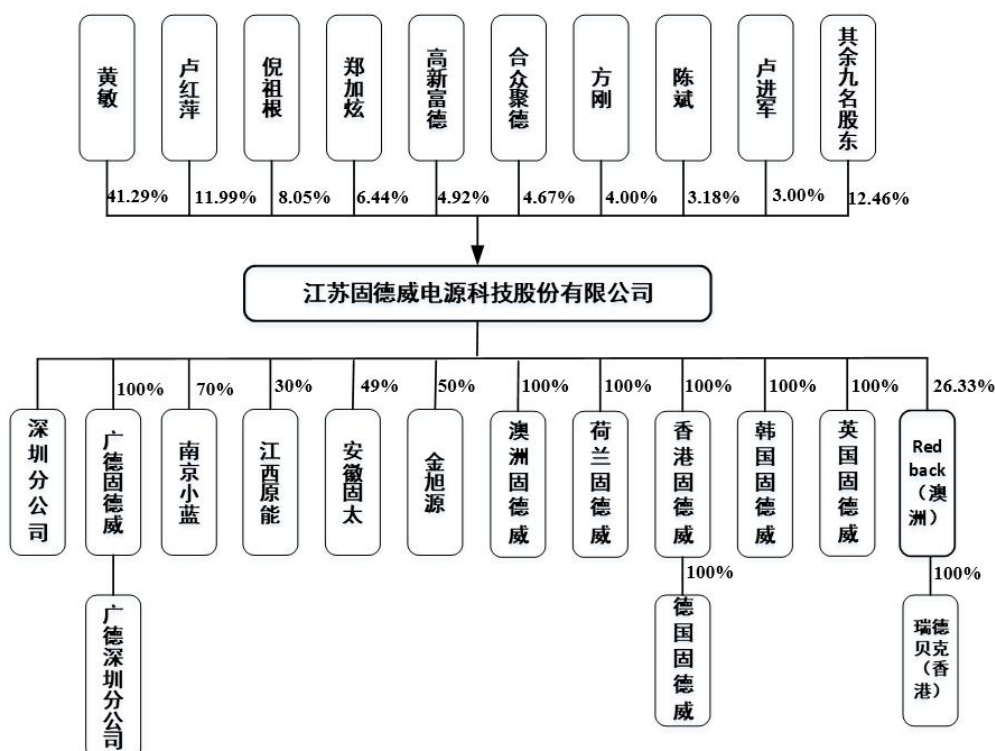 黄敏
卢红萍
倪祖根
郑加炫
高新富德
合众聚德
方刚
陈斌
卢进军
其余九名股东
41.29%
11.99%
8.05%
6.44%
4.92%
4.67%
4.00%
3.18%
3.00%
12.46%
江苏固德威电源科技股份有限公司
100%
70%
30%
49%
50%
100%
100%
100%
100%
100%
26.33%
深圳分公司
广德固德威
南京小蓝
江西原能
安徽固太
金旭源
澳洲固德威
荷兰固德威
香港固德威
韩国固德威
英国固德威
Red
back
（澳
洲）
100%
100%
广德深圳分公司
德国固德威
瑞德
贝克
（香
港）